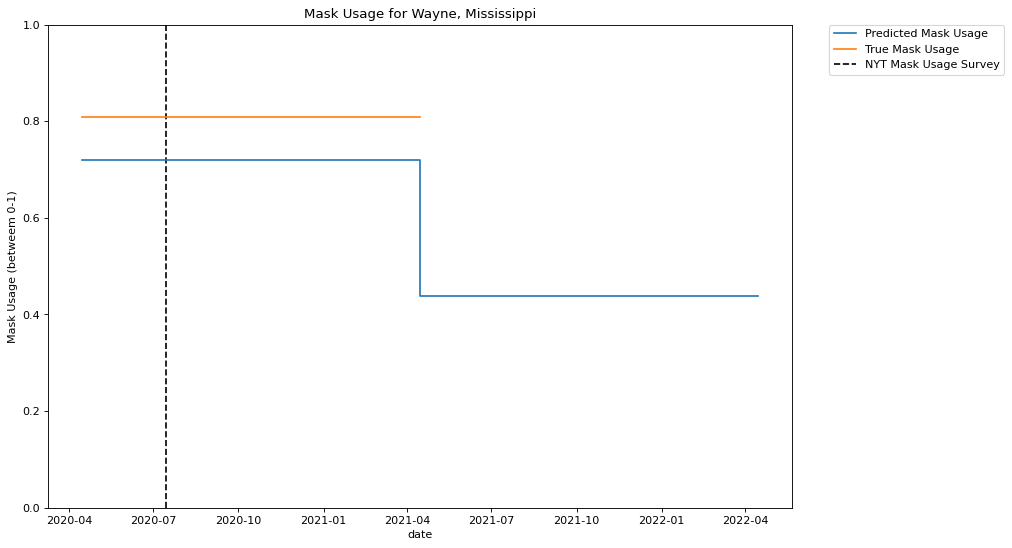 Mask Usage for Wayne, Mississippi
Predicted Mask Usage
True Mask Usage
NYT Mask Usage Survey
Mask Usage (betweem 0-1)
1.0
0.8
0.6
0.4
0.2
0.0
2020-04 2020-07 2020-10 2021-01 2021-04 2021-07 2021-10 2022-01 2022-04
date